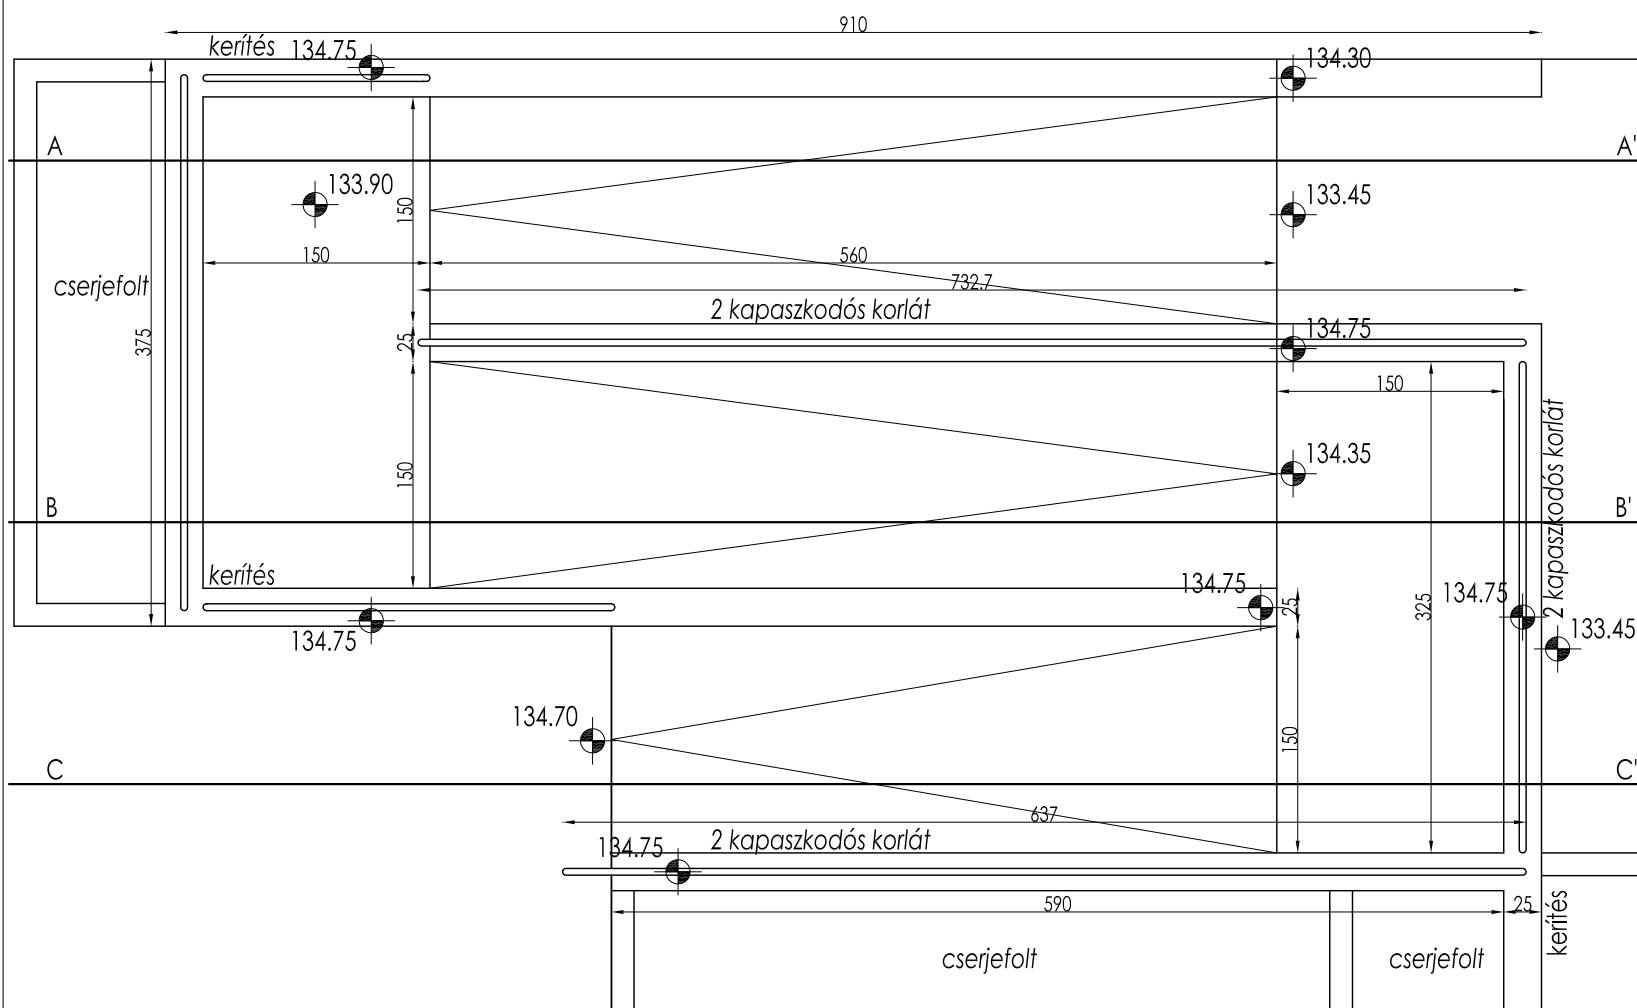 910
kerítés 134.75
134.30
A A'
133.90
133.45
150
150 560
732.7
cserjefolt
2 kapaszkodós korlát
375
25
134.75
150
134.35
150
2 kapaszkodós korlát
B B'
kerítés
134.75
25
325
134.75
133.45
134.75
134.70
150
C C'
637
2 kapaszkodós korlát
134.75
590 25
kerítés
cserjefolt cserjefolt